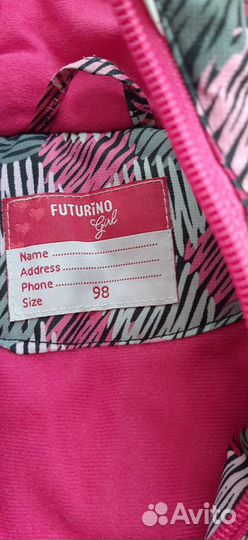 FUTURiNO
Girl
Name
Address
Phone
Size 98
Avito